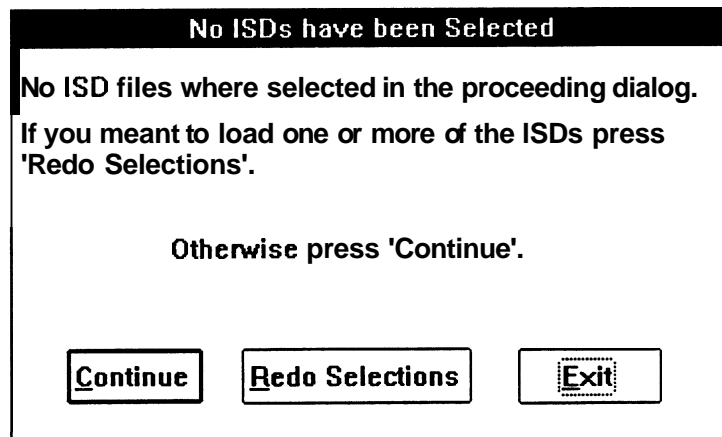 No ISDs have been Selected
No ISD files where selected in the proceeding dialog.
If you meant to load one or more of the ISDs press
'Redo Selections'.
Otherwise press 'Continue'.
Continue
Redo Selections
Exit